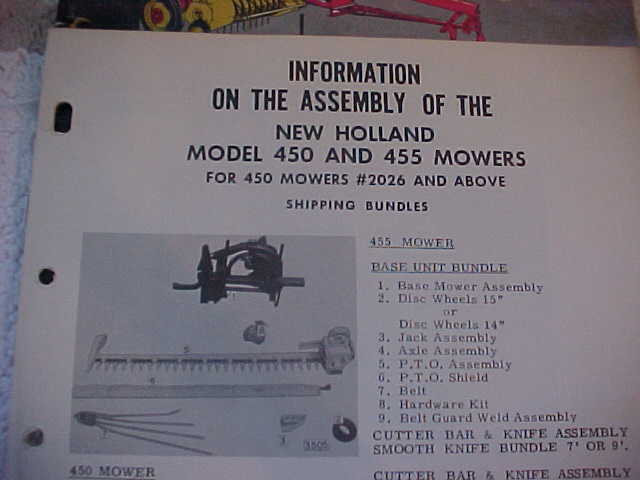 INFORMATION
ON THE ASSEMBLY OF THE
NEW HOLLAND
MODEL 450 AND 455 MOWERS
FOR 450 MOWERS #2026 AND ABOVE
SHIPPING BUNDLES
455 MOWER
BASE UNIT BUNDLE
1. Base Mower Assembly
2. Disc Wheels 15"
or
Disc Wheels 14"
3. Jack Assembly
4. Axle Assembly
5. P.T.O. Assembly
6. P.T.O. Shield
7. Belt
8. Hardware Kit
9. Belt Guard Weld Assembly
CUTTER BAR & KNIFE ASSEMBLY
SMOOTH KNIFE BUNDLE 7' OR 9'.
3505
450 MOWER
CUTTER BAR & KNIFE ASSEMBLY